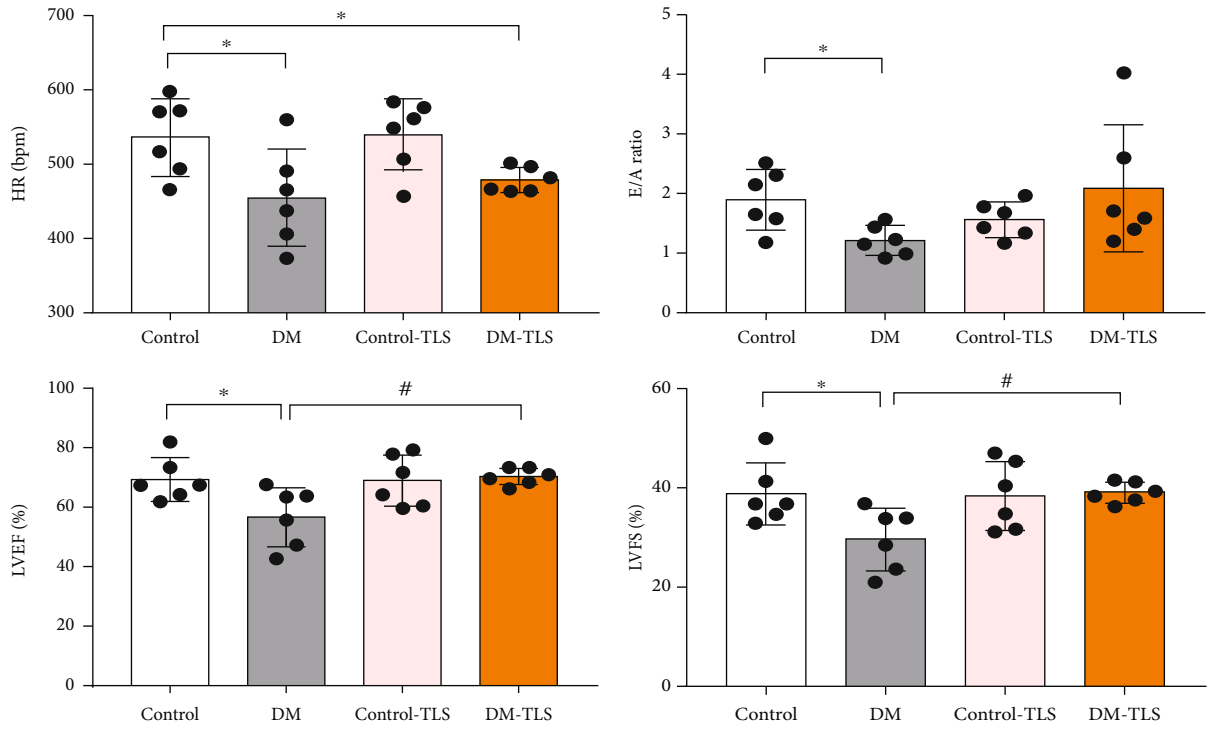 700
600
500
400
300
HR (bpm)
*
*
Control
DM
Control-TLS
DM-TLS
5
4
3
2
1
0
E/A ratio
*
Control
DM
Control-TLS
DM-TLS
100
80
60
60
20
0
LVEF (%)
*
#
Control
DM
Control-TLS
DM-TLS
60
40
20
0
LVFS (%)
*
#
Control
DM
Control-TLS
DM-TLS